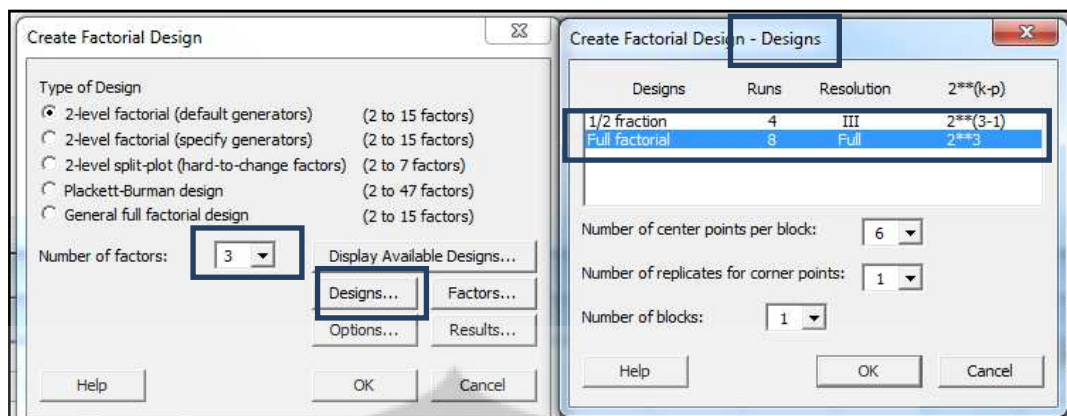 Create Factorial Design
Type of Design
2-level factorial (default generators) (2 to 15 factors)
2-level factorial (specify generators) (2 to 15 factors)
2-level split-plot (hard-to-change factors) (2 to 7 factors)
Plackett-Burman design (2 to 47 factors)
General full factorial design (2 to 15 factors)
Number of factors: 3 Display Available Designs...
Designs... Factors...
Options... Results...
Help OK Cancel
Create Factorial Design - Designs
Designs Runs Resolution 2**(k-p)
1/2 fraction 4 III 2**(3-1)
Full factorial 8 Full 2**3
Number of center points per block: 6
Number of replicates for corner points: 1
Number of blocks: 1
Help OK Cancel